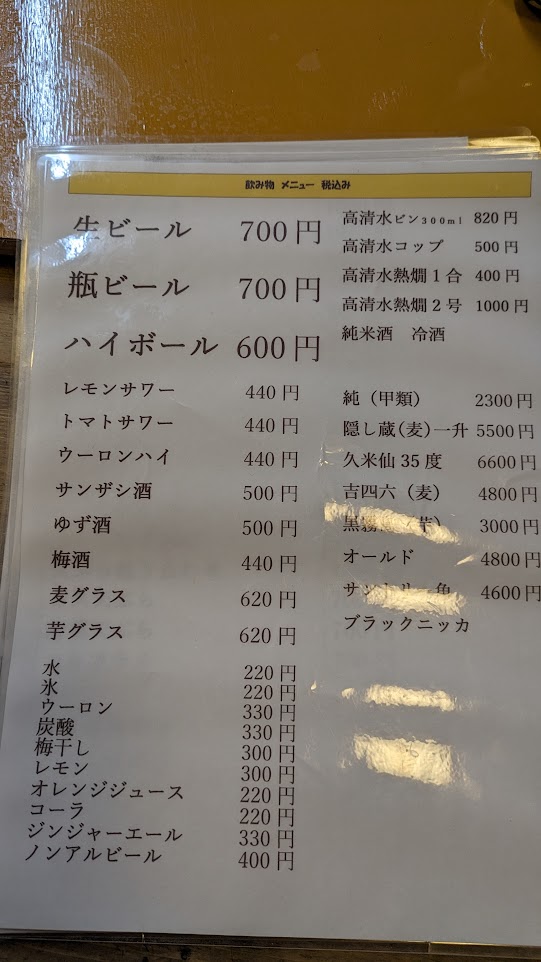 飲み物 メニュー 税込み
生ビール 700円
瓶ビール 700円
ハイボール 600円
レモンサワー 440円
トマトサワー 440円
ウーロンハイ 440円
サンザシ酒 500円
ゆず酒 500円
梅酒 440円
麦グラス 620円
芋グラス 620円
水 220円
氷 220円
ウーロン 330円
炭酸 330円
梅干し 300円
レモン 300円
オレンジジュース 220円
コーラ 220円
ジンジャーエール 330円
ノンアルビール 400円
高清水ビン300ml 820円
高清水コップ 500円
高清水熱燗1合 400円
高清水熱燗2号 1000円
純米酒 冷酒
純（甲類） 2300円
隠し蔵(麦)一升 5500円
久米仙35度 6600円
吉四六（麦） 4800円
黒霧 3000円
オールド 4800円
サントリー角 4600円
ブラックニッカ